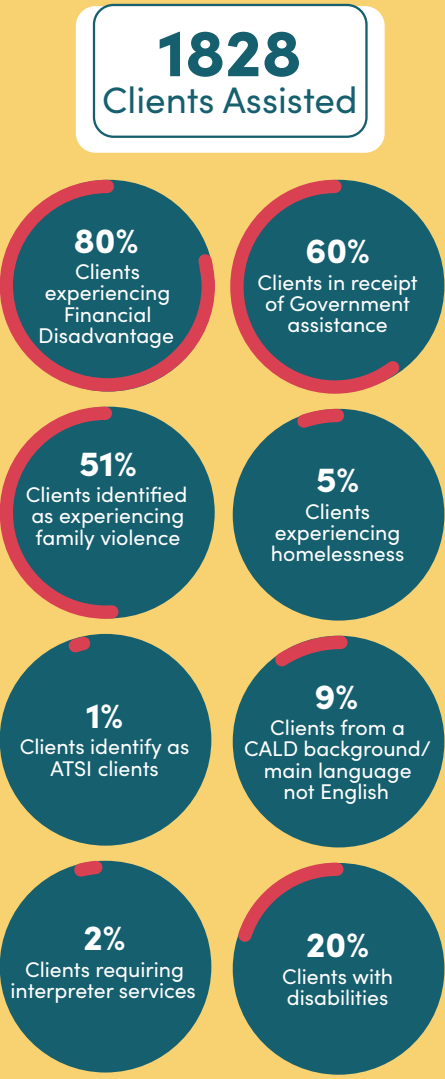 1828
Clients Assisted
80%
Clients
experiencing
Financial
Disadvantage
60%
Clients in receipt
of Government
assistance
51%
Clients identified
as experiencing
family violence
5%
Clients
experiencing
homelessness
1%
Clients identify as
ATSI clients
9%
Clients from a
CALD background/
main language
not English
2%
Clients requiring
interpreter services
20%
Clients with
disabilities